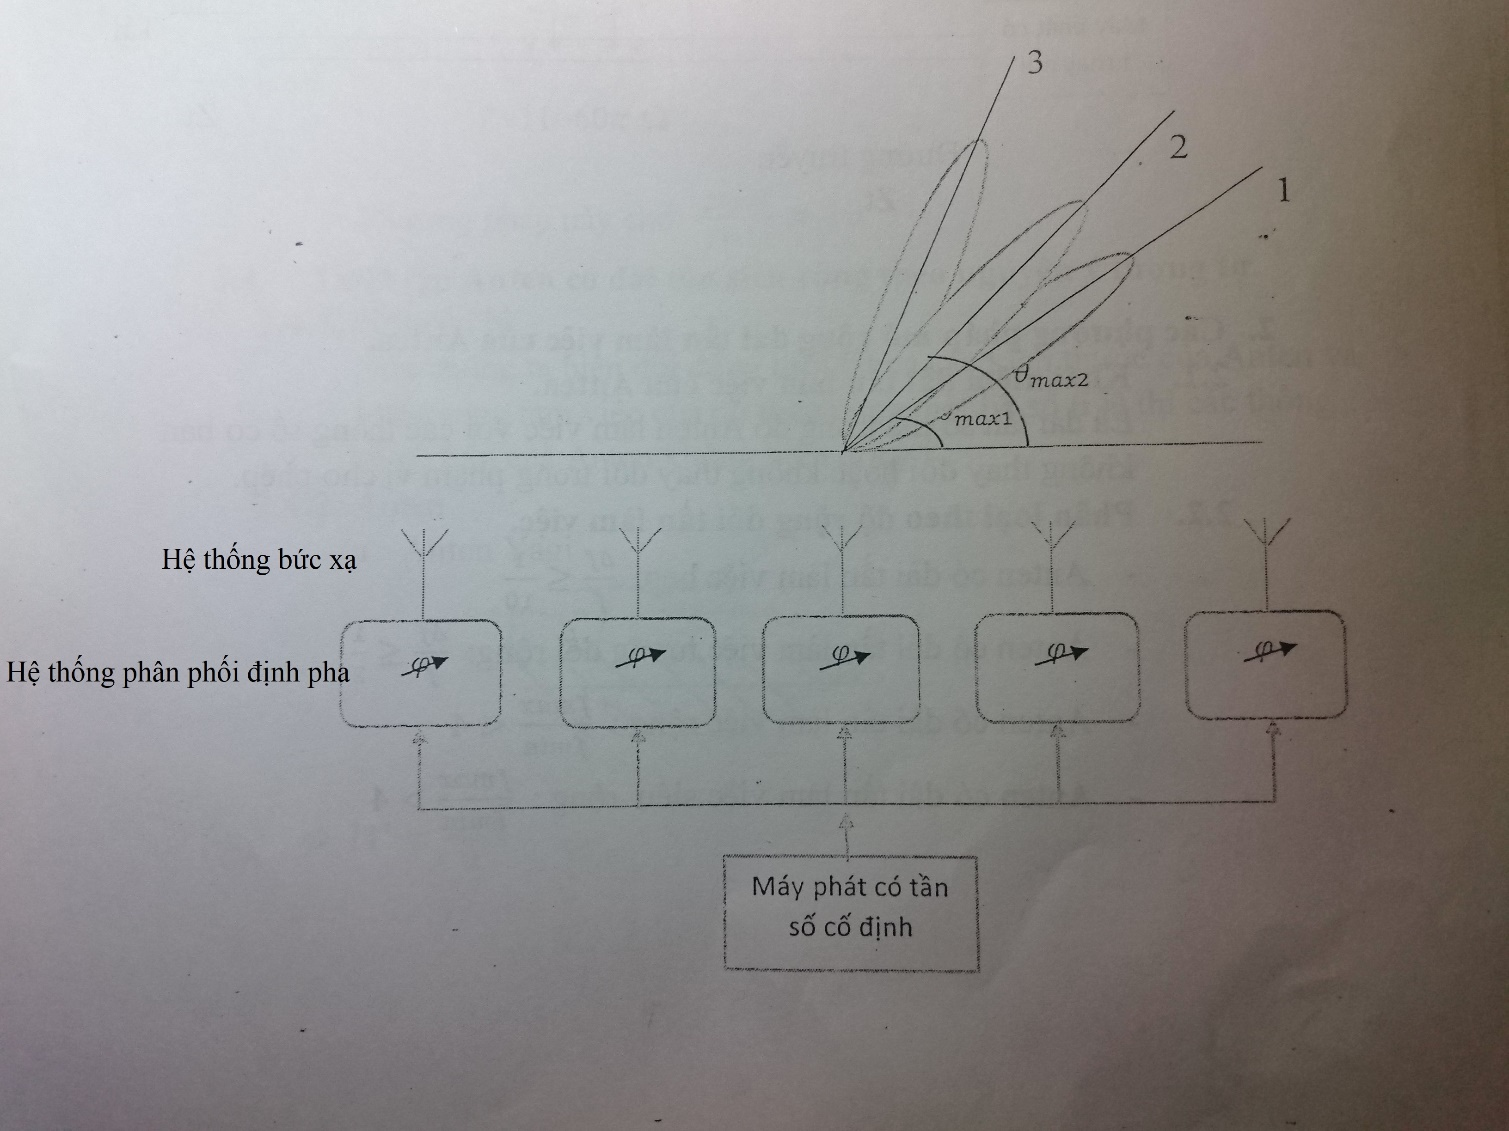 3
2
1
θmax2
max1
Hệ thống bức xạ
Hệ thống phân phối định pha
φ φ φ φ φ
Máy phát có tần
số cố định